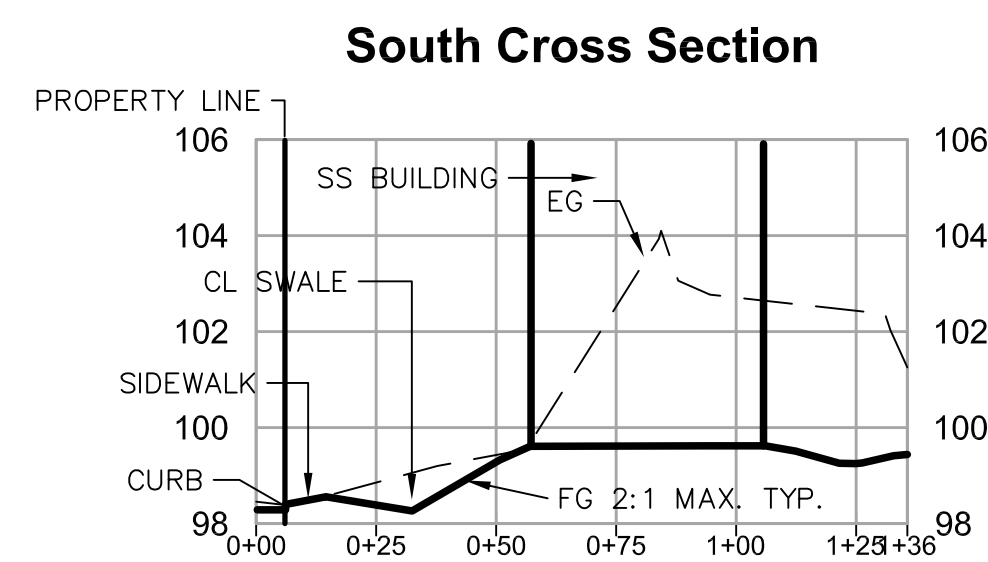 South Cross Section
PROPERTY LINE
106 106
SS BUILDING
EG
104 104
CL SWALE
102 102
SIDEWALK
100 100
CURB
FG 2:1 MAX. TYP.
98 98
0+00 0+25 0+50 0+75 1+00 1+25 1+36